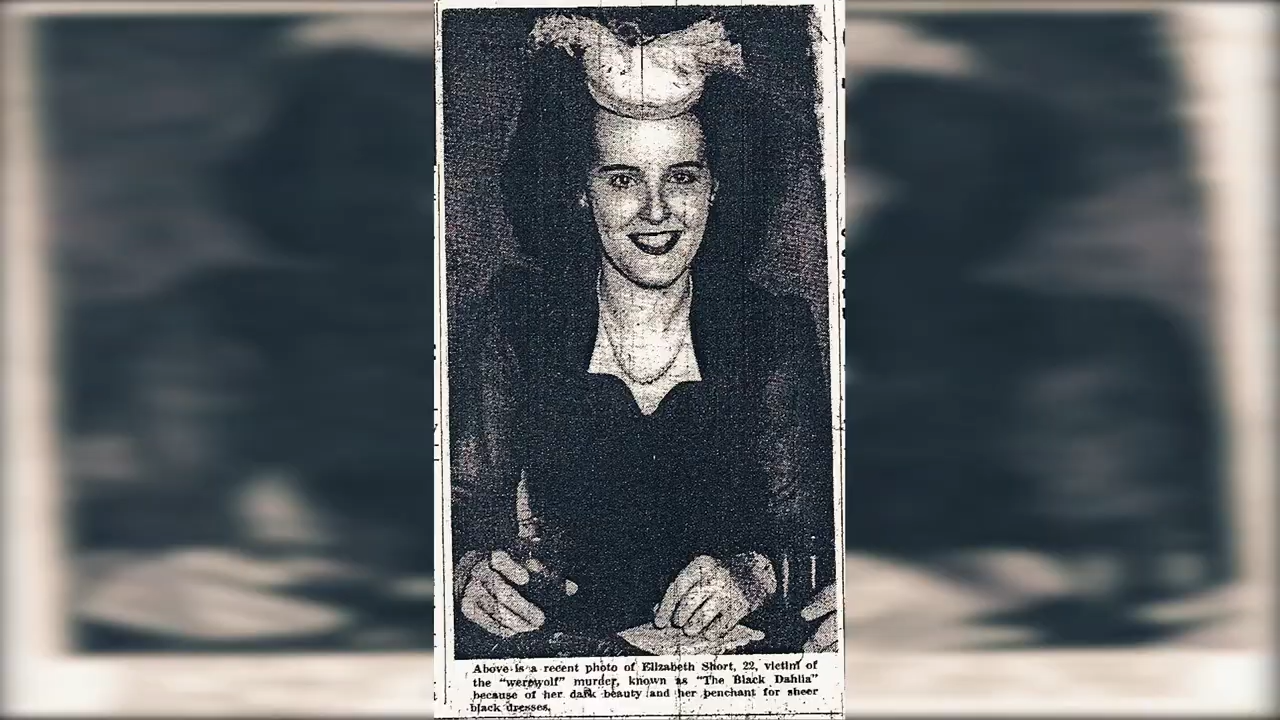 Above is a recent photo of Elizabeth Short, 22, victim of
the "werewolf" murder, known as "The Black Dahlia"
because of her dark beauty and her penchant for sheer
black dresses.